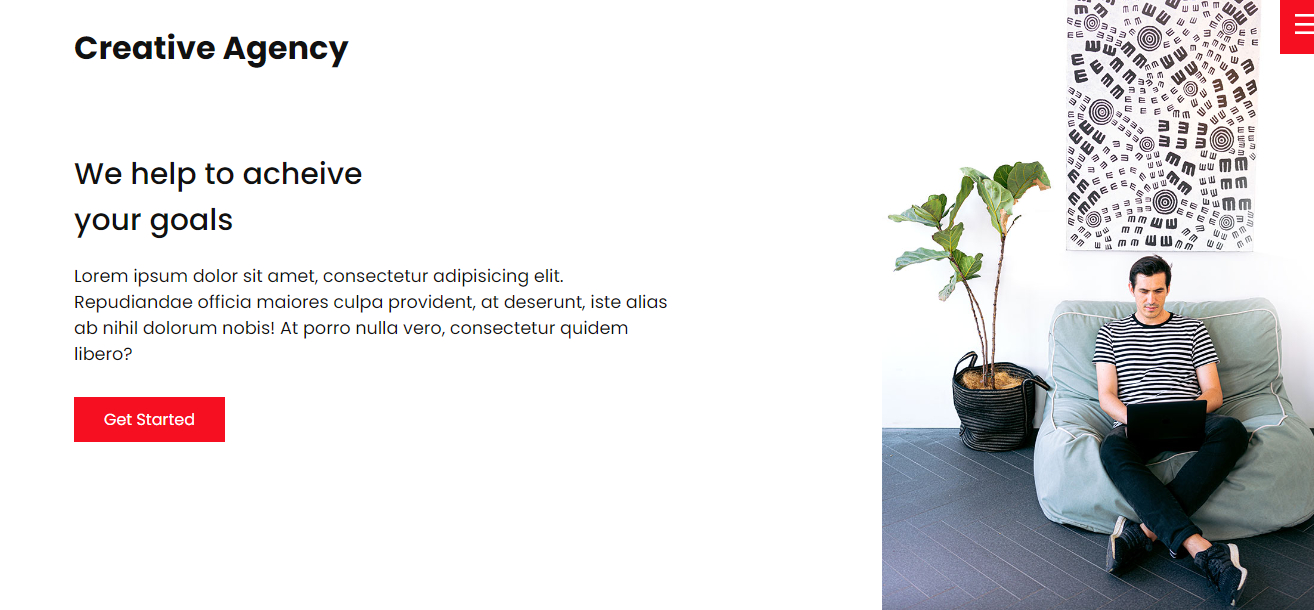 Creative Agency
We help to acheive
your goals
Lorem ipsum dolor sit amet, consectetur adipisicing elit.
Repudiandae officia maiores culpa provident, at deserunt, iste alias
ab nihil dolorum nobis! At porro nulla vero, consectetur quidem
libero?
Get Started